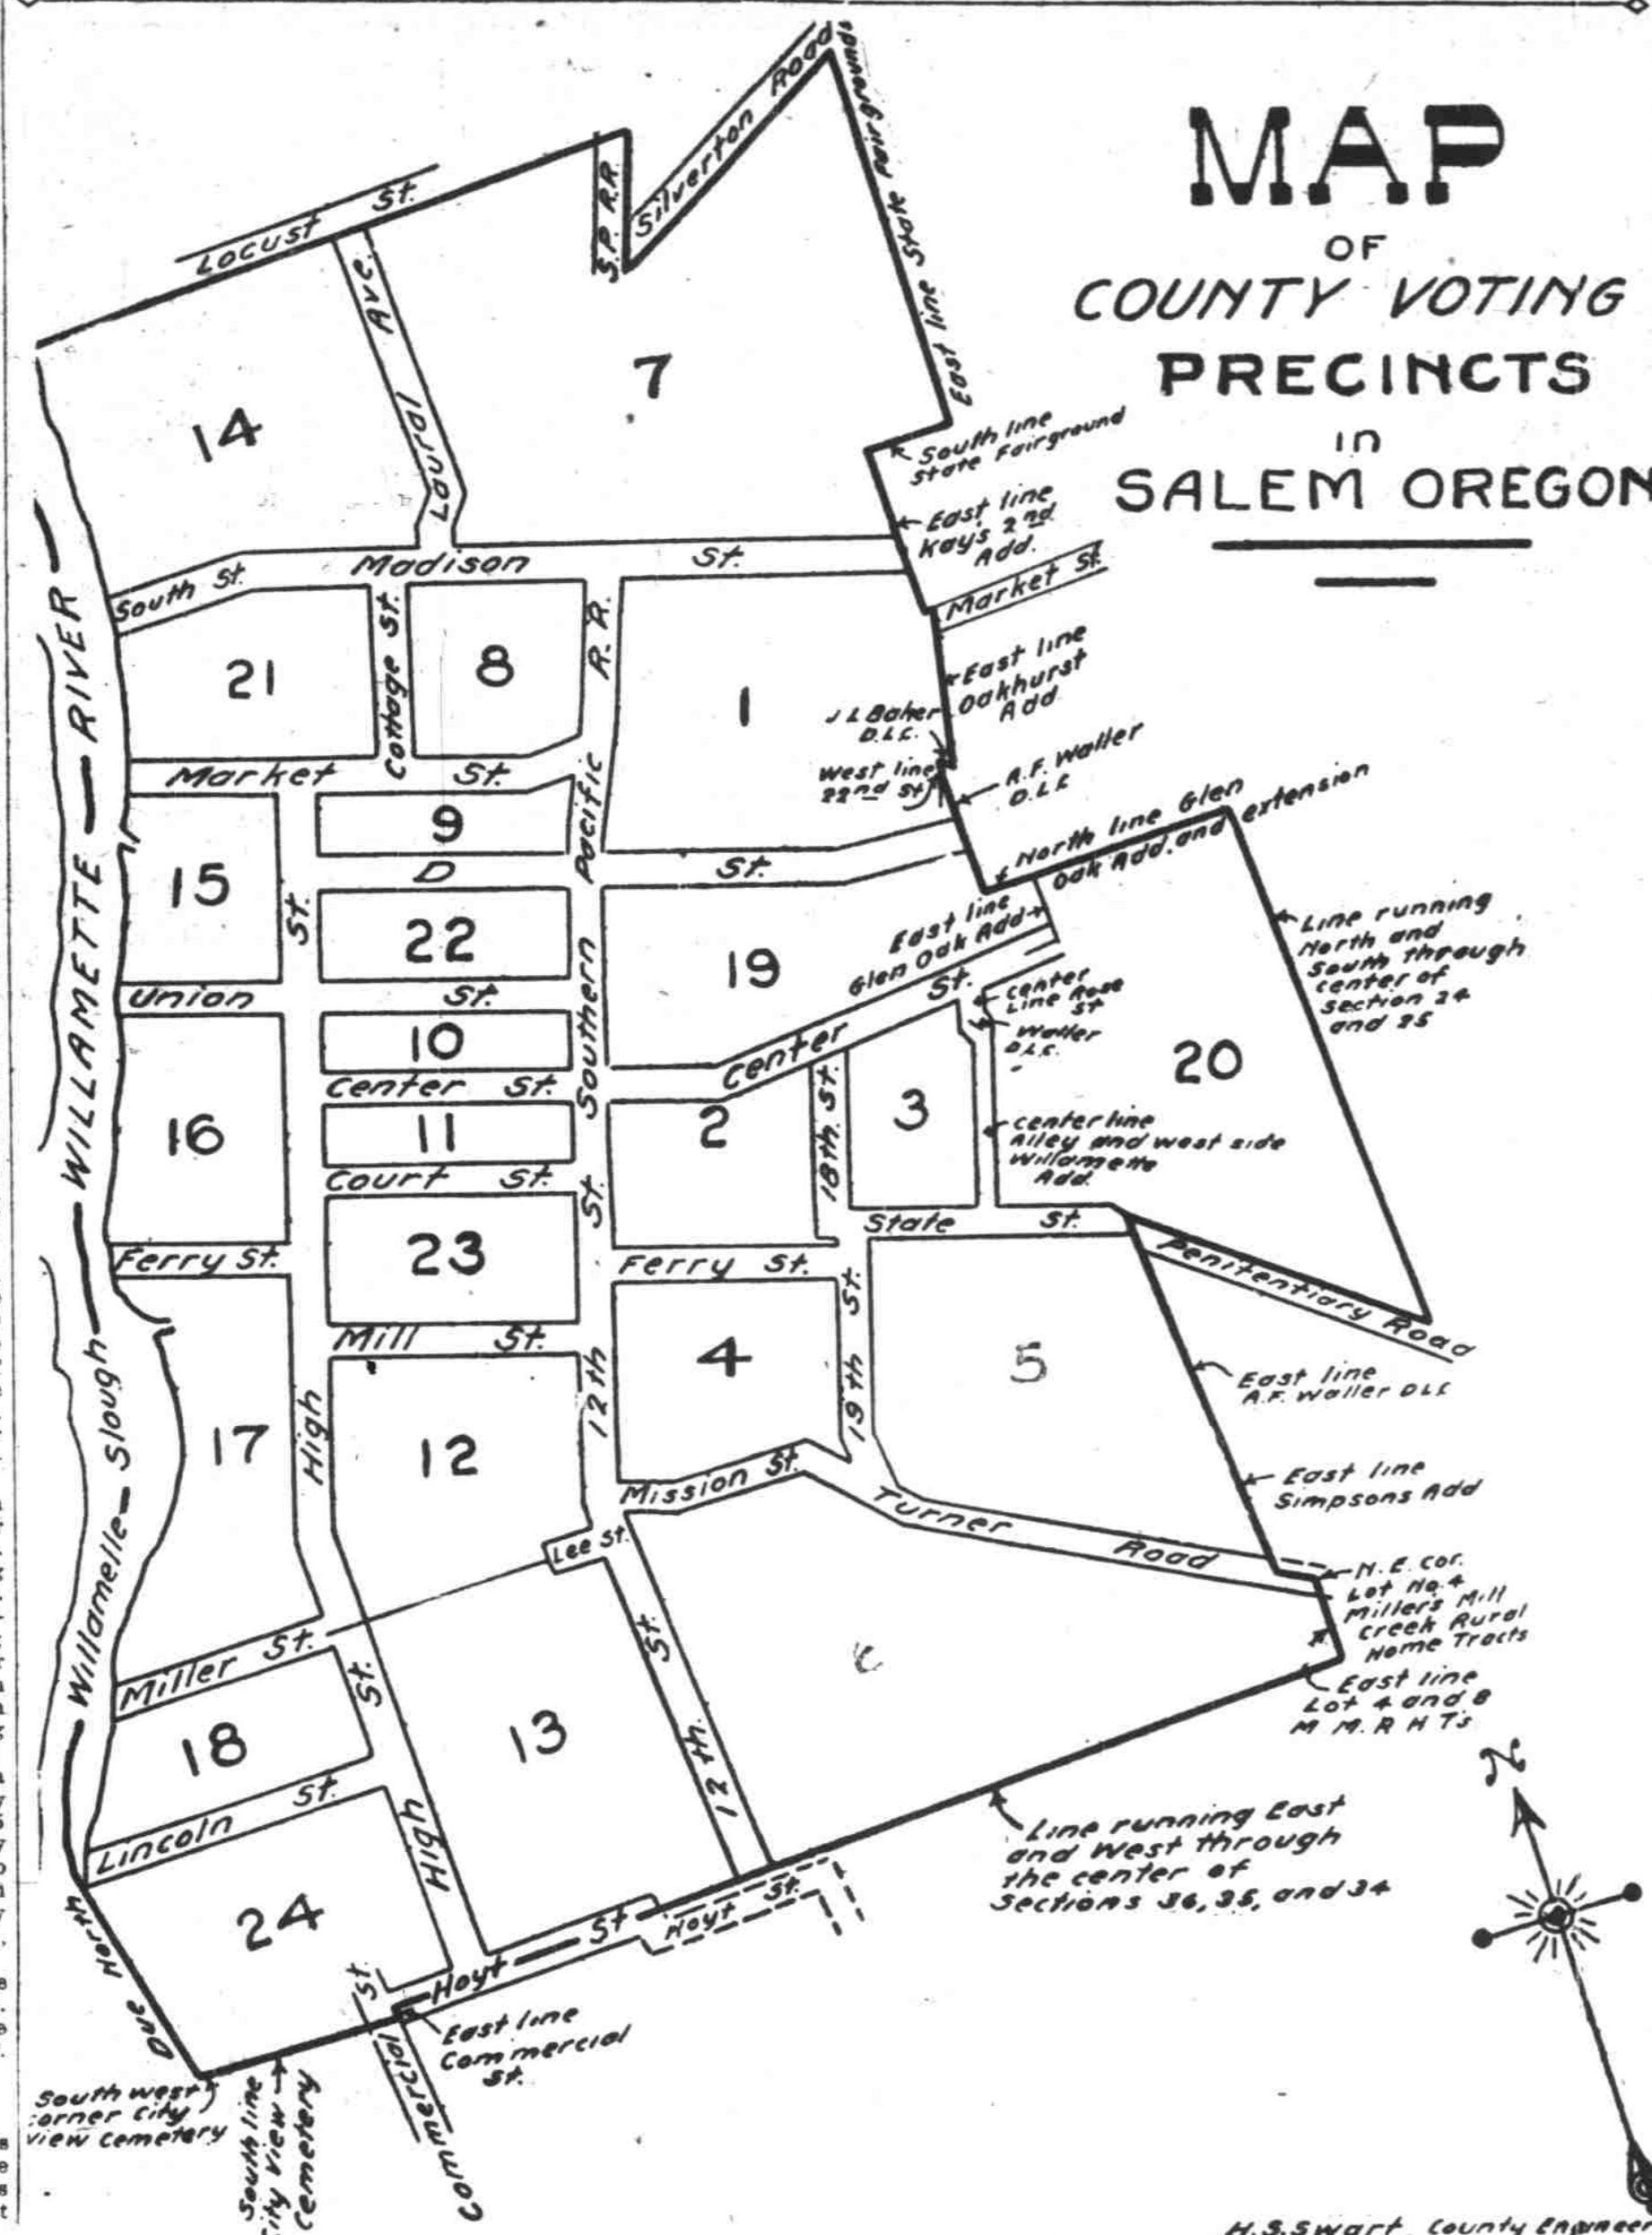 MAP
OF
COUNTY VOTING
PRECINCTS
in
SALEM OREGON
Silverton Road
S.P. R.R.
East line State Fairground
Locust St.
Laural Ave.
7
14
South line
State Fairground
East line
Kay's 2nd
Add.
Market St.
South St.
Madison St.
21
Cottage St.
8
R. R.
1
East line
Oakhurst
Add.
J L Baker
D.L.C.
West line
22nd St
A.F. Waller
D.L.C
WILLAMETTE RIVER
Market St.
9
D St.
15
St.
22
Southern Pacific
19
North line Glen
Oak Add. and extension
East line
Glen Oak Add
Line running
North and
South through
center of
Section 24
and 25
Union St.
10
Center St.
Center St.
center
Line Rose
St
Waller
D.L.C.
20
16
11
2
18th St.
3
centerline
Alley and west side
Willamette
Add.
Court St.
St.
State St.
Ferry St.
23
Ferry St.
Penitentiary Road
Mill St.
4
19th St.
5
East line
A.F. Waller DLC
17
High
12
12th
Willamette Slough
Mission St.
East line
Simpsons Add
Turner Road
Lee St.
N.E. Cor.
Lot No. 4
Millers Mill
Creek Rural
Home Tracts
Miller St.
East line
Lot 4 and 8
M M. R H T's
18
St.
13
12th. St.
Lincoln St.
High
N
Line running East
and West through
the center of
Sections 36, 35, and 34
24
Hoyt St
Hoyt St.
Due North
East line
Commercial
St.
Commercial St.
South west
corner City
View Cemetery
South line
City View
Cemetery
H.S. Swart County Engineer